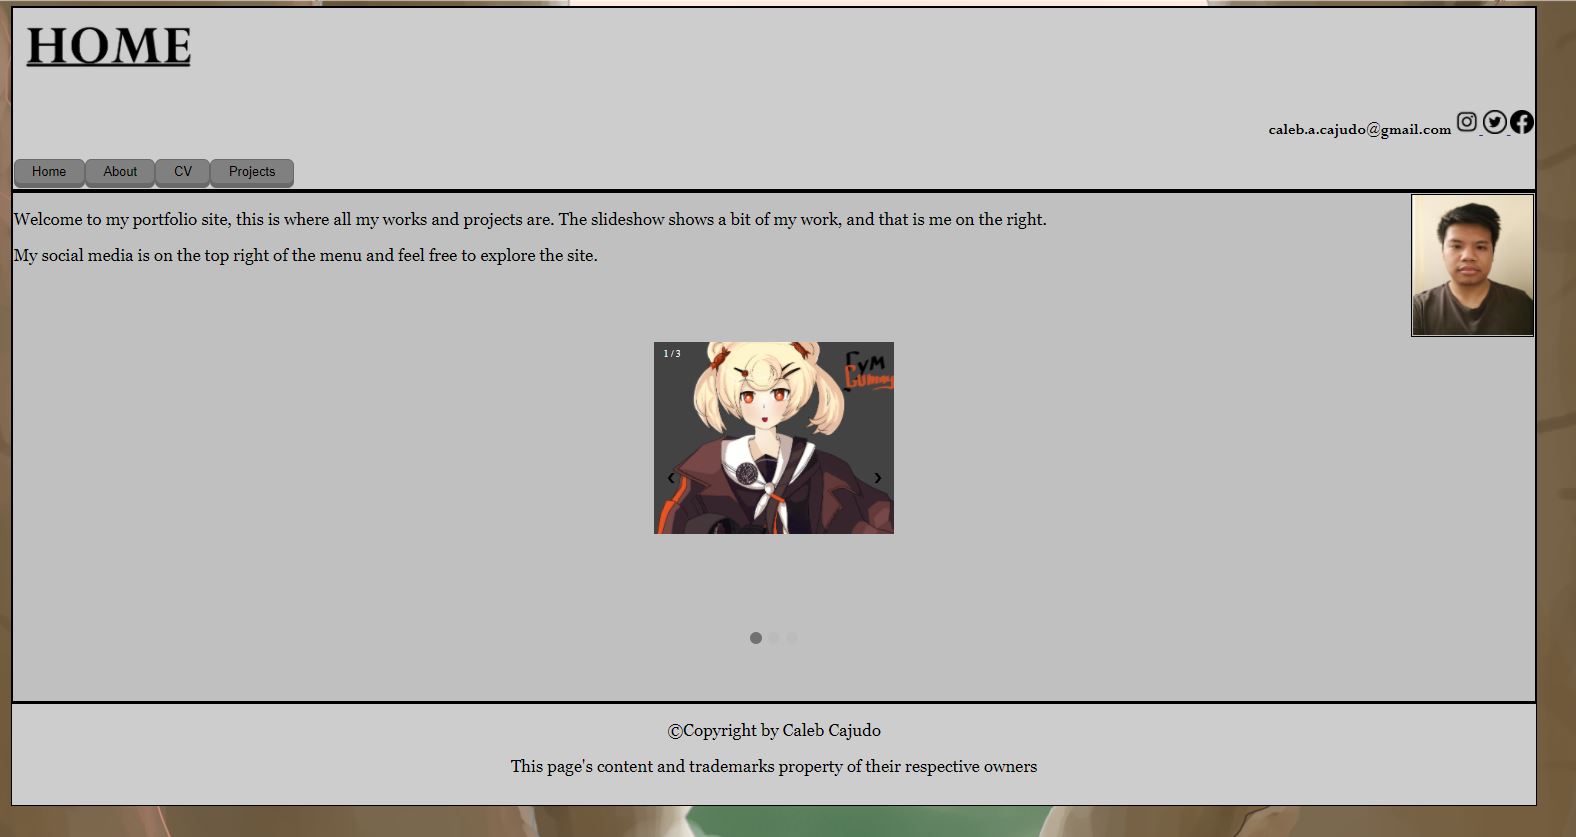 HOME
caleb.a.cajudo@gmail.com
Home About CV Projects
Welcome to my portfolio site, this is where all my works and projects are. The slideshow shows a bit of my work, and that is me on the right.
My social media is on the top right of the menu and feel free to explore the site.
1 / 3
GYM
GUMMY
©Copyright by Caleb Cajudo
This page's content and trademarks property of their respective owners